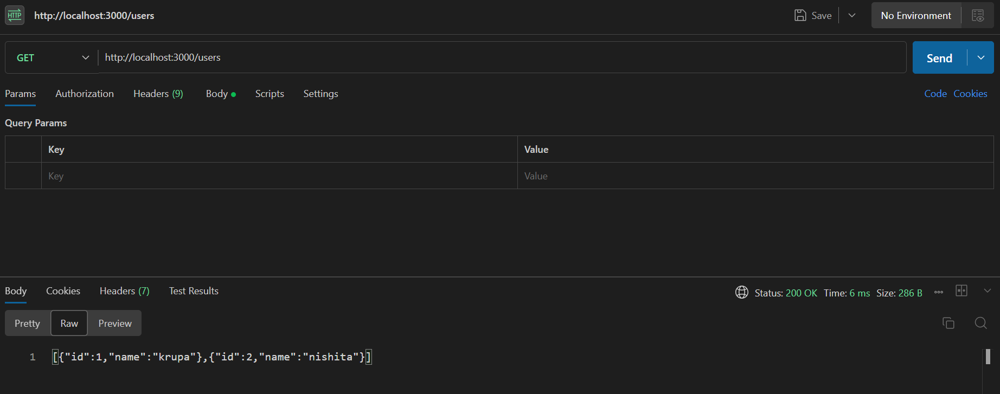 HTTP http://localhost:3000/users Save No Environment
GET http://localhost:3000/users Send
Params Authorization Headers (9) Body Scripts Settings Code Cookies
Query Params
Key Value
Key Value
Body Cookies Headers (7) Test Results Status: 200 OK Time: 6 ms Size: 286 B
Pretty Raw Preview
1 [{"id":1,"name":"krupa"},{"id":2,"name":"nishita"}]